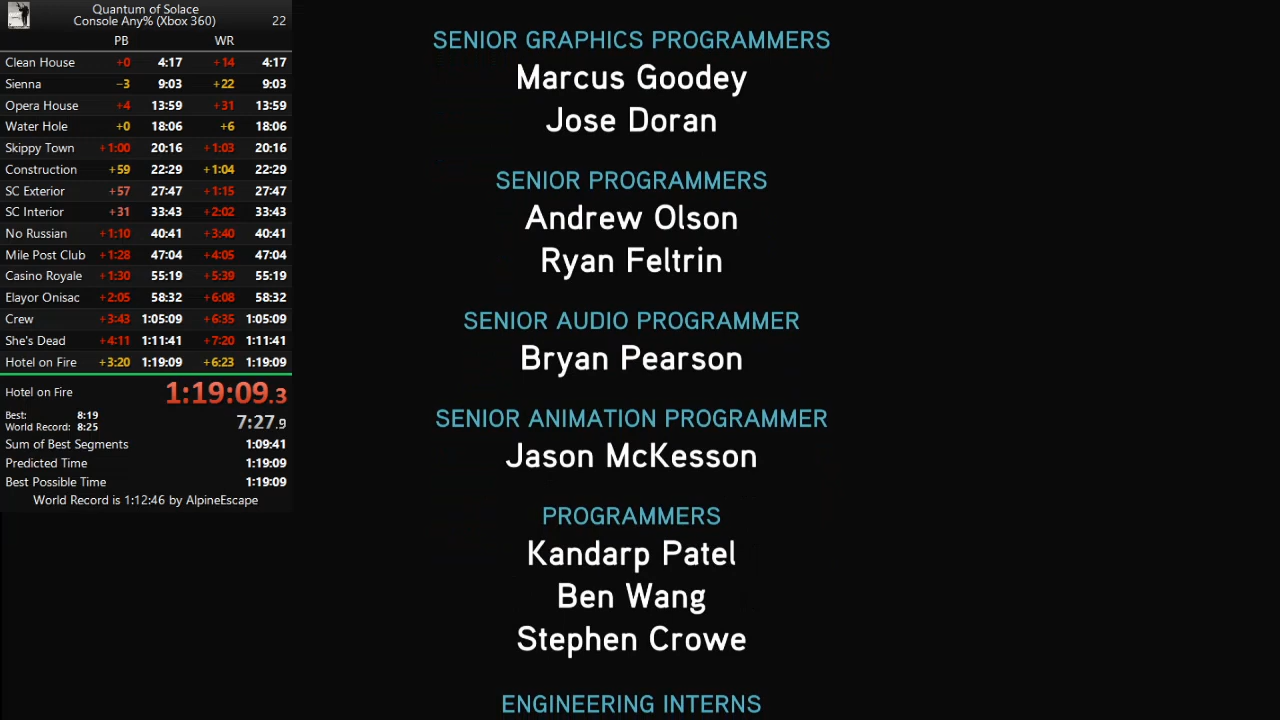 Quantum of Solace
Console Any% (Xbox 360) 22
PB WR
Clean House +0 4:17 +14 4:17
Sienna −3 9:03 +22 9:03
Opera House +4 13:59 +31 13:59
Water Hole +0 18:06 +6 18:06
Skippy Town +1:00 20:16 +1:03 20:16
Construction +59 22:29 +1:04 22:29
SC Exterior +57 27:47 +1:15 27:47
SC Interior +31 33:43 +2:02 33:43
No Russian +1:10 40:41 +3:40 40:41
Mile Post Club +1:28 47:04 +4:05 47:04
Casino Royale +1:30 55:19 +5:39 55:19
Elayor Onisac +2:05 58:32 +6:08 58:32
Crew +3:43 1:05:09 +6:35 1:05:09
She's Dead +4:11 1:11:41 +7:20 1:11:41
Hotel on Fire +3:20 1:19:09 +6:23 1:19:09
Hotel on Fire 1:19:09.3
Best: 8:19
World Record: 8:25 7:27.9
Sum of Best Segments 1:09:41
Predicted Time 1:19:09
Best Possible Time 1:19:09
World Record is 1:12:46 by AlpineEscape
SENIOR GRAPHICS PROGRAMMERS
Marcus Goodey
Jose Doran
SENIOR PROGRAMMERS
Andrew Olson
Ryan Feltrin
SENIOR AUDIO PROGRAMMER
Bryan Pearson
SENIOR ANIMATION PROGRAMMER
Jason McKesson
PROGRAMMERS
Kandarp Patel
Ben Wang
Stephen Crowe
ENGINEERING INTERNS